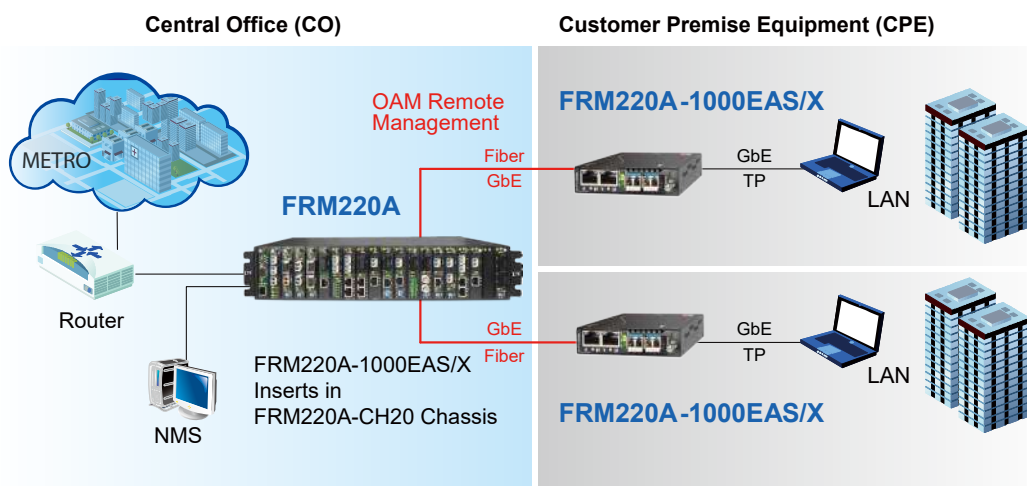 Central Office (CO)
Customer Premise Equipment (CPE)
METRO
OAM Remote
Management
FRM220A
Router
NMS
FRM220A-1000EAS/X
Inserts in
FRM220A-CH20 Chassis
Fiber
GbE
GbE
Fiber
FRM220A-1000EAS/X
GbE
TP
LAN
GbE
TP
LAN
FRM220A-1000EAS/X